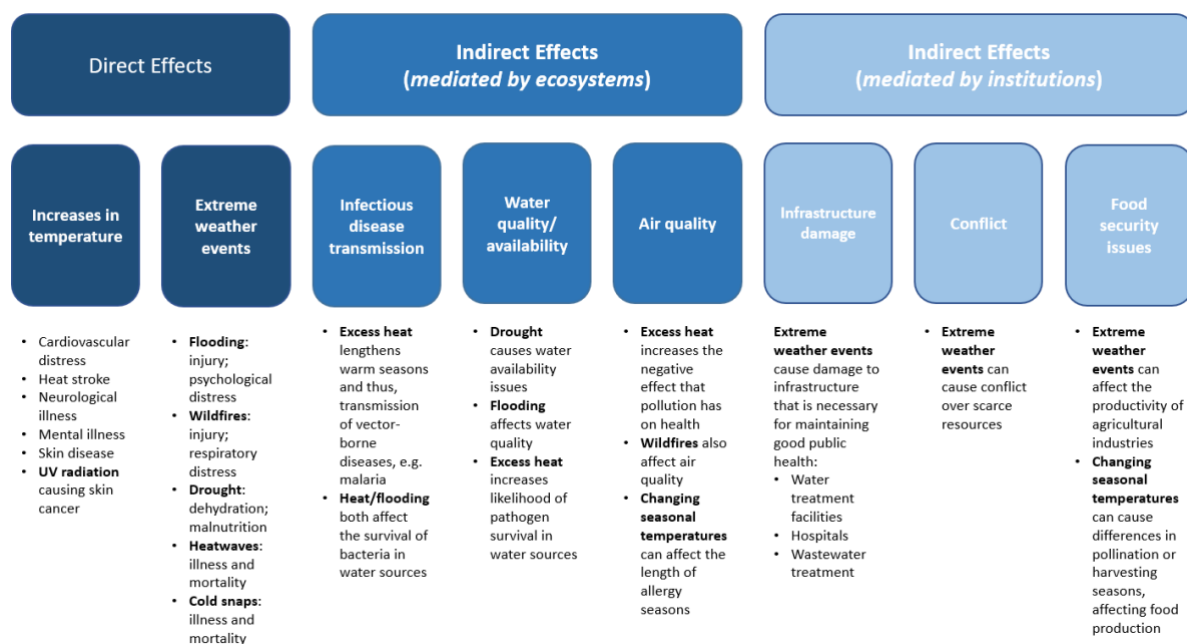 Direct Effects
Indirect Effects
(mediated by ecosystems)
Indirect Effects
(mediated by institutions)
Increases in
temperature
Extreme
weather
events
Infectious
disease
transmission
Water
quality/
availability
Air quality
Infrastructure
damage
Conflict
Food
security
issues
• Cardiovascular
distress
• Heat stroke
• Neurological
illness
• Mental illness
• Skin disease
• UV radiation
causing skin
cancer
• Flooding:
injury;
psychological
distress
• Wildfires:
injury;
respiratory
distress
• Drought:
dehydration;
malnutrition
• Heatwaves:
illness and
mortality
• Cold snaps:
illness and
mortality
• Excess heat
lengthens
warm seasons
and thus,
transmission
of vector-
borne
diseases, e.g.
malaria
• Heat/flooding
both affect
the survival of
bacteria in
water sources
• Drought
causes water
availability
issues
• Flooding
affects water
quality
• Excess heat
increases
likelihood of
pathogen
survival in
water sources
• Excess heat
increases the
negative
effect that
pollution has
on health
• Wildfires also
affect air
quality
• Changing
seasonal
temperatures
can affect the
length of
allergy
seasons
Extreme
weather events
cause damage to
infrastructure
that is necessary
for maintaining
good public
health:
• Water
treatment
facilities
• Hospitals
• Wastewater
treatment
• Extreme
weather
events can
cause conflict
over scarce
resources
• Extreme
weather
events can
affect the
productivity of
agricultural
industries
• Changing
seasonal
temperatures
can cause
differences in
pollination or
harvesting
seasons,
affecting food
production